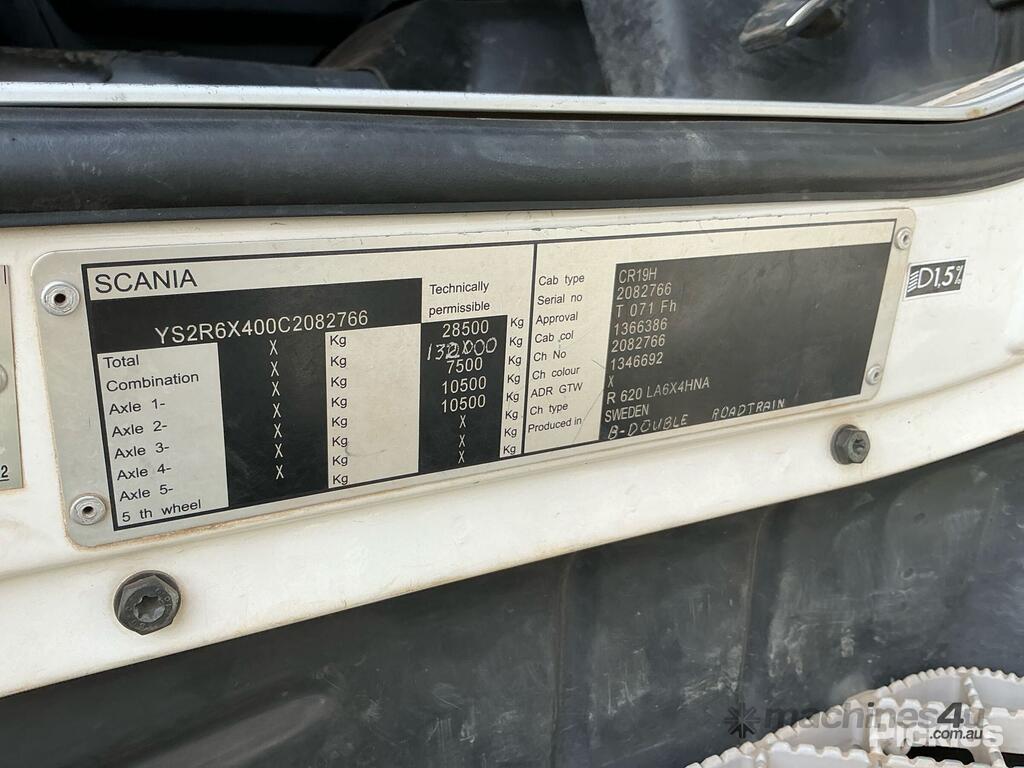 SCANIA
YS2R6X400C2082766
Technically
permissible
Total X Kg 28500 Kg
Combination X Kg 132000 Kg
Axle 1- X Kg 7500 Kg
Axle 2- X Kg 10500 Kg
Axle 3- X Kg 10500 Kg
Axle 4- X Kg X Kg
Axle 5- X Kg X Kg
5 th wheel X Kg X Kg
Cab type CR19H
Serial no 2082766
Approval T 071 Fh
Cab col 1366386
Ch No 2082766
Ch colour 1346692
ADR GTW X
Ch type R 620 LA6X4HNA
Produced in SWEDEN
B-DOUBLE ROADTRAIN
D1,5%
2
machines4u
.com.au
Pickles